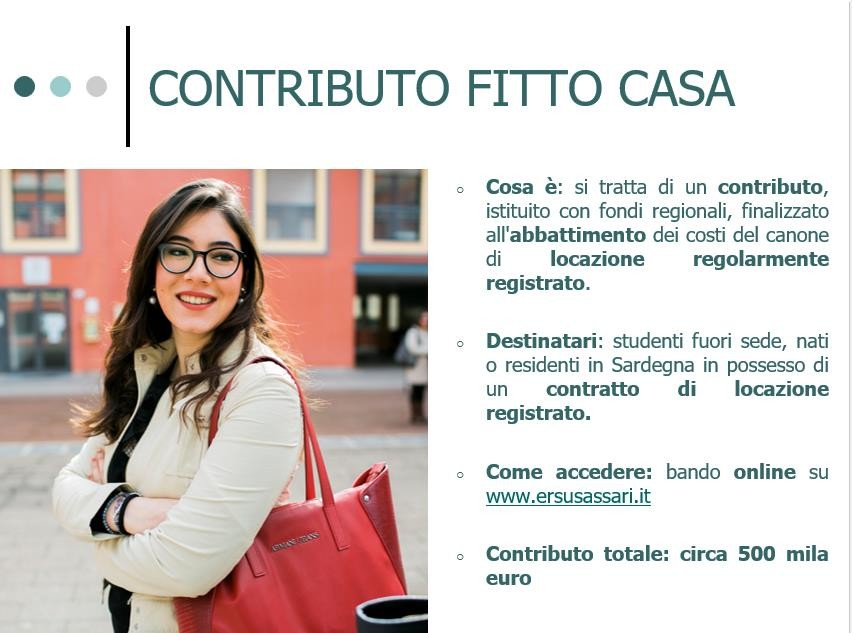 CONTRIBUTO FITTO CASA
Cosa è: si tratta di un contributo,
istituito con fondi regionali, finalizzato
all'abbattimento dei costi del canone
di locazione regolarmente
registrato.
Destinatari: studenti fuori sede, nati
o residenti in Sardegna in possesso di
un contratto di locazione
registrato.
Come accedere: bando online su
www.ersusassari.it
Contributo totale: circa 500 mila
euro
ARMANI JEANS